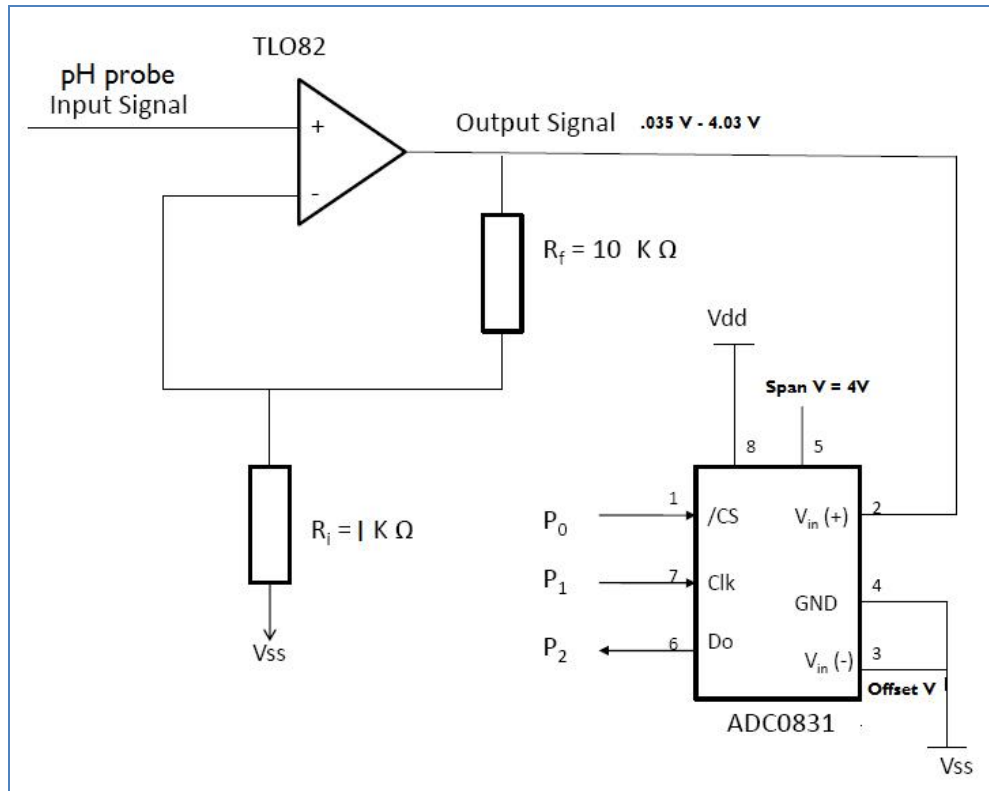 TLO82
pH probe
Input Signal
+
-
Output Signal .035 V - 4.03 V
R_f = 10 K Ω
Vdd
Span V = 4V
8
5
P_0
1
/CS
V_in (+)
2
R_i = | K Ω
P_1
7
Clk
4
GND
P_2
6
Do
3
V_in (-)
Vss
Offset V
ADC0831
Vss